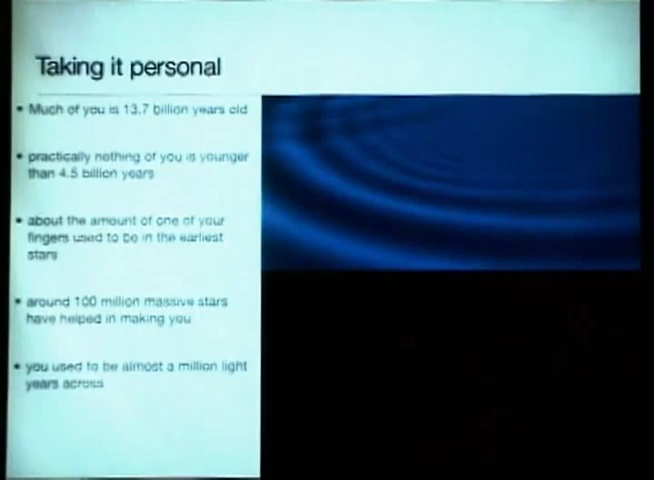 Taking it personal
• Much of you is 13.7 billion years old
• practically nothing of you is younger
than 4.5 billion years
• about the amount of one of your
fingers used to be in the earliest
stars
• around 100 million massive stars
have helped in making you
• you used to be almost a million light
years across